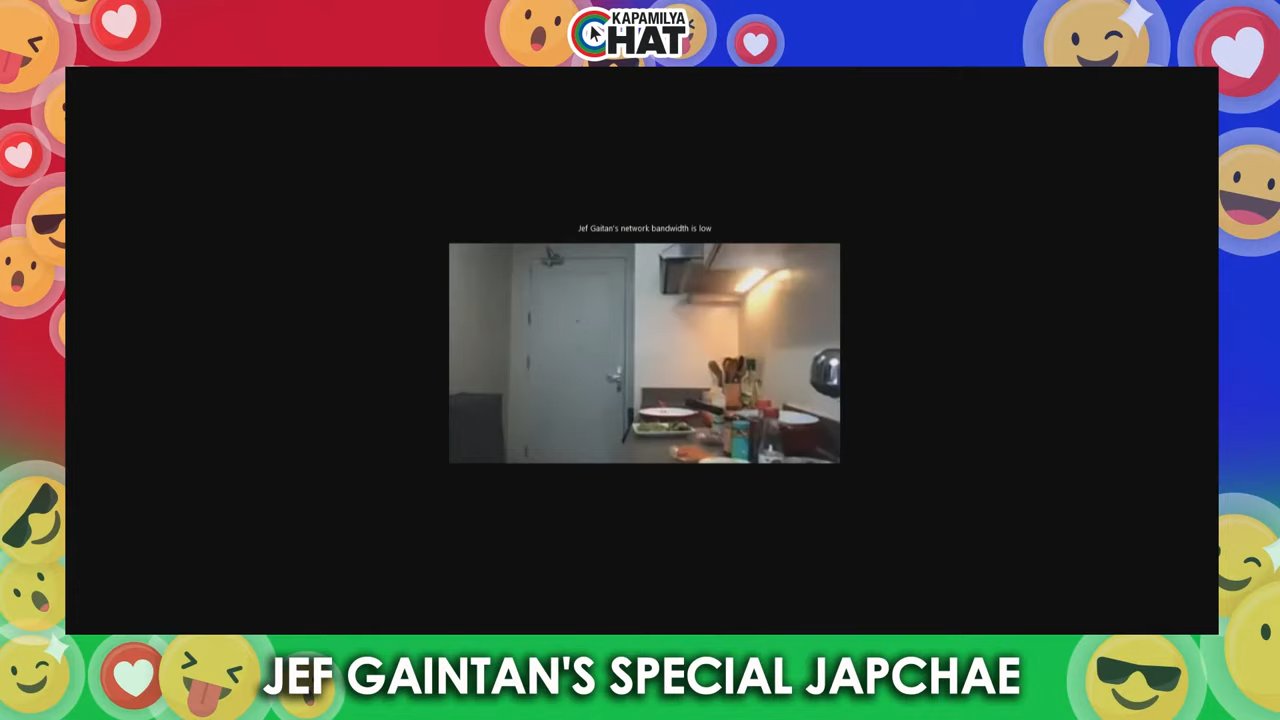 KAPAMILYA
CHAT
Jef Gaitan's network bandwidth is low
JEF GAINTAN'S SPECIAL JAPCHAE